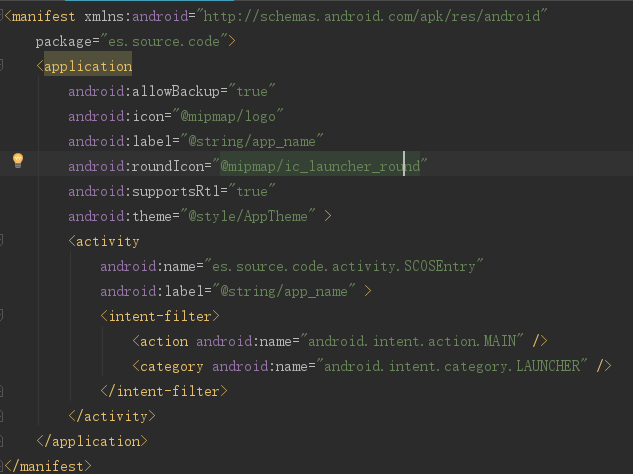 <manifest xmlns:android="http://schemas.android.com/apk/res/android"
    package="es.source.code">
    <application
        android:allowBackup="true"
        android:icon="@mipmap/logo"
        android:label="@string/app_name"
        android:roundIcon="@mipmap/ic_launcher_round"
        android:supportsRtl="true"
        android:theme="@style/AppTheme" >
        <activity
            android:name="es.source.code.activity.SCOSEntry"
            android:label="@string/app_name" >
            <intent-filter>
                <action android:name="android.intent.action.MAIN" />
                <category android:name="android.intent.category.LAUNCHER" />
            </intent-filter>
        </activity>
    </application>
</manifest>